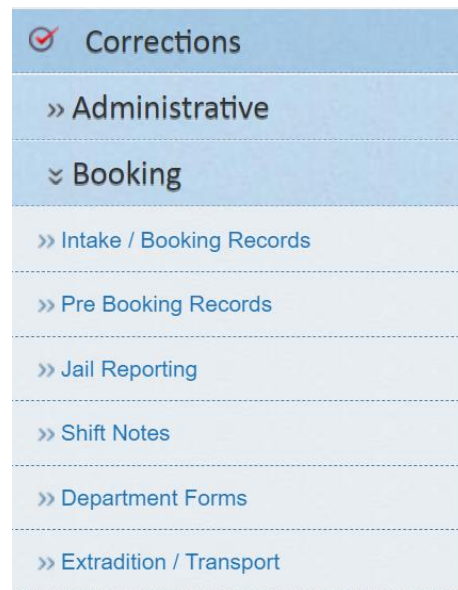 Corrections
» Administrative
Booking
» Intake / Booking Records
» Pre Booking Records
» Jail Reporting
» Shift Notes
» Department Forms
» Extradition / Transport